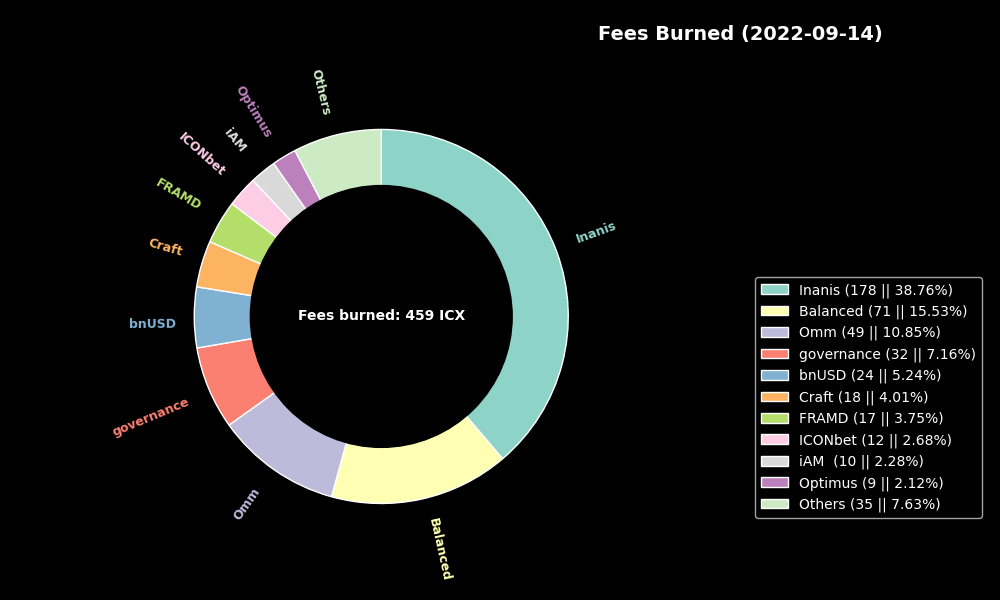 Fees Burned (2022-09-14)
Others
Optimus
iAM
ICONbet
FRAMD
Craft
bnUSD
governance
Omm
Balanced
Inanis
Fees burned: 459 ICX
Inanis (178 || 38.76%)
Balanced (71 || 15.53%)
Omm (49 || 10.85%)
governance (32 || 7.16%)
bnUSD (24 || 5.24%)
Craft (18 || 4.01%)
FRAMD (17 || 3.75%)
ICONbet (12 || 2.68%)
iAM  (10 || 2.28%)
Optimus (9 || 2.12%)
Others (35 || 7.63%)